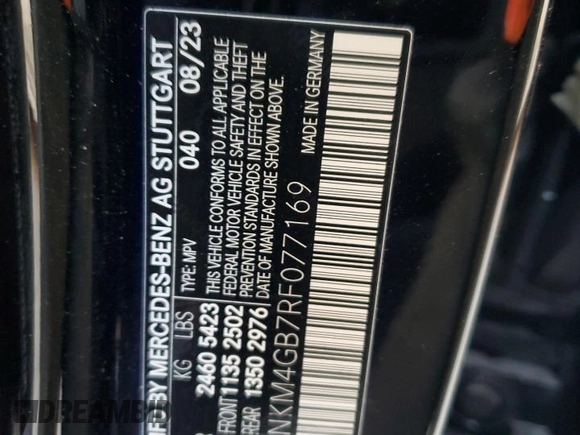 BY MERCEDES-BENZ AG STUTTGART
KG LBS TYPE: MPV 040 08/23
2460 5423
FRONT 1135 2502
REAR 1350 2976
THIS VEHICLE CONFORMS TO ALL APPLICABLE
FEDERAL MOTOR VEHICLE SAFETY AND THEFT
PREVENTION STANDARDS IN EFFECT ON THE
DATE OF MANUFACTURE SHOWN ABOVE.
NKM4GB7RF077169
MADE IN GERMANY
DREAMBID